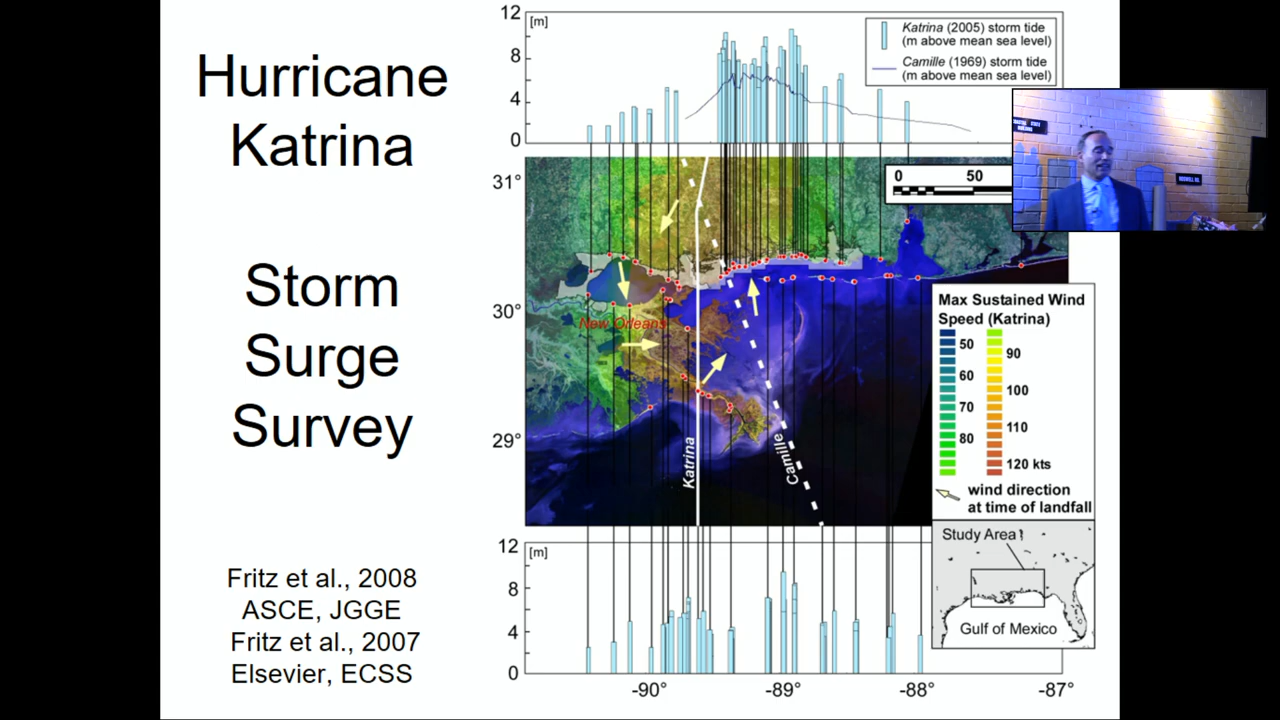 Hurricane
Katrina
Storm
Surge
Survey
Fritz et al., 2008
ASCE, JGGE
Fritz et al., 2007
Elsevier, ECSS
12
[m]
8
4
0
Katrina (2005) storm tide
(m above mean sea level)
Camille (1969) storm tide
(m above mean sea level)
31°
30°
29°
0 50
New Orleans
Katrina
Camille
Max Sustained Wind
Speed (Katrina)
50
60
70
80
90
100
110
120 kts
wind direction
at time of landfall
Study Area
Gulf of Mexico
12
[m]
8
4
0
-90° -89° -88° -87°
ROSWELL RD.